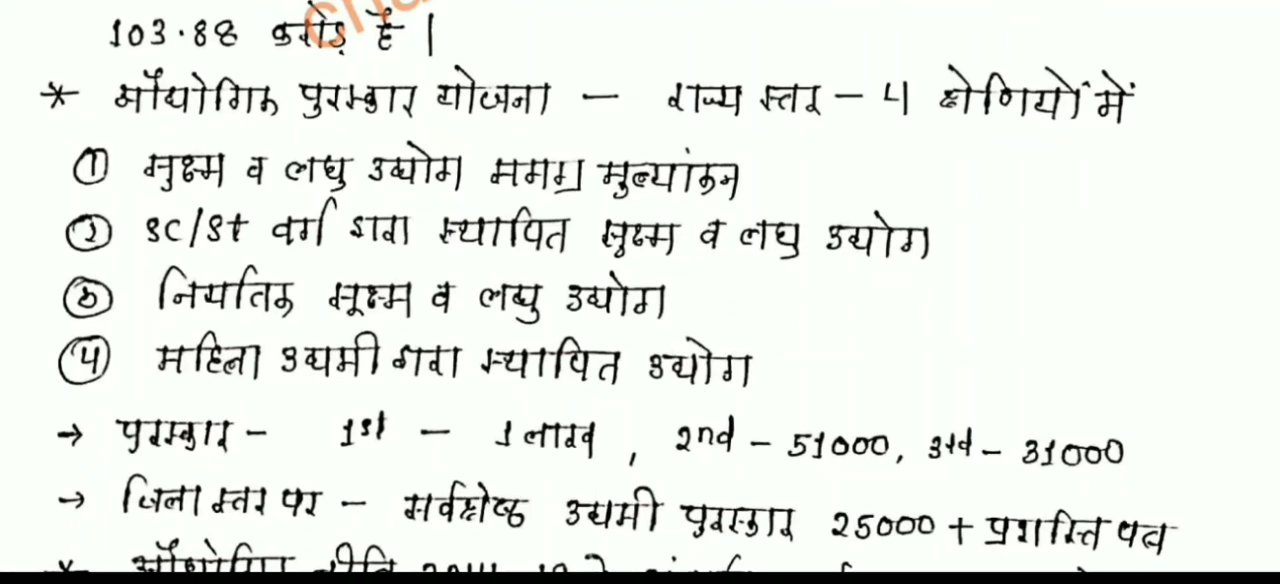 103.88 करोड़ है |
* औद्योगिक पुरस्कार योजना – राज्य स्तर – 4 श्रेणियों में
① सुक्ष्म व लघु उद्योग समग्र मुल्यांकन
② SC/St वर्ग द्वारा स्थापित सुक्ष्म व लघु उद्योग
③ निर्यातिक सूक्ष्म व लघु उद्योग
④ महिला उद्यमी द्वारा स्थापित उद्योग
→ पुरस्कार – 1st – 1 लाख, 2nd – 51000, 3rd – 31000
→ जिला स्तर पर – सर्वश्रेष्ठ उद्यमी पुरस्कार 25000 + प्रशस्ति पत्र
* औद्योगिक नीति